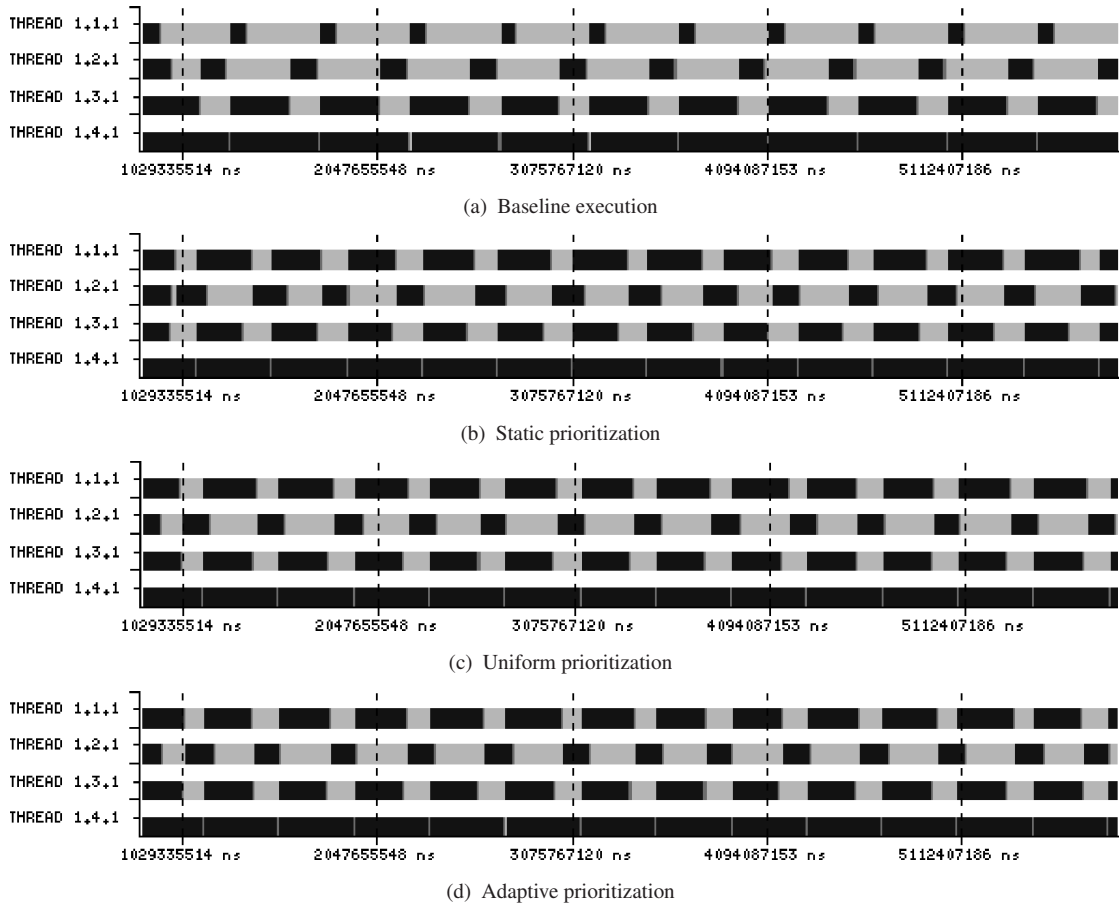 THREAD 1.1.1
THREAD 1.2.1
THREAD 1.3.1
THREAD 1.4.1
1029335514 ns 2047655548 ns 3075767120 ns 4094087153 ns 5112407186 ns
(a) Baseline execution
THREAD 1.1.1
THREAD 1.2.1
THREAD 1.3.1
THREAD 1.4.1
1029335514 ns 2047655548 ns 3075767120 ns 4094087153 ns 5112407186 ns
(b) Static prioritization
THREAD 1.1.1
THREAD 1.2.1
THREAD 1.3.1
THREAD 1.4.1
1029335514 ns 2047655548 ns 3075767120 ns 4094087153 ns 5112407186 ns
(c) Uniform prioritization
THREAD 1.1.1
THREAD 1.2.1
THREAD 1.3.1
THREAD 1.4.1
1029335514 ns 2047655548 ns 3075767120 ns 4094087153 ns 5112407186 ns
(d) Adaptive prioritization